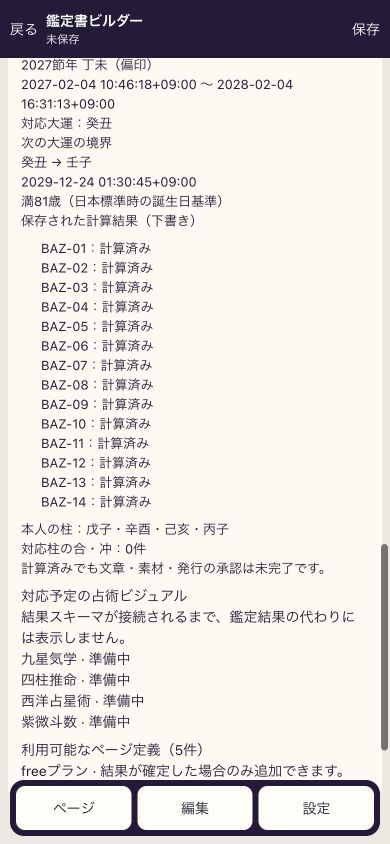 戻る
鑑定書ビルダー
未保存
保存
2027節年 丁未（偏印）
2027-02-04 10:46:18+09:00 〜 2028-02-04
16:31:13+09:00
対応大運：癸丑
次の大運の境界
癸丑 → 壬子
2029-12-24 01:30:45+09:00
満81歳（日本標準時の誕生日基準）
保存された計算結果（下書き）
BAZ-01：計算済み
BAZ-02：計算済み
BAZ-03：計算済み
BAZ-04：計算済み
BAZ-05：計算済み
BAZ-06：計算済み
BAZ-07：計算済み
BAZ-08：計算済み
BAZ-09：計算済み
BAZ-10：計算済み
BAZ-11：計算済み
BAZ-12：計算済み
BAZ-13：計算済み
BAZ-14：計算済み
本人の柱：戊子・辛酉・己亥・丙子
対応柱の合・冲：0件
計算済みでも文章・素材・発行の承認は未完了です。
対応予定の占術ビジュアル
結果スキーマが接続されるまで、鑑定結果の代わりに
は表示しません。
九星気学 · 準備中
四柱推命 · 準備中
西洋占星術 · 準備中
紫微斗数 · 準備中
利用可能なページ定義（5件）
freeプラン · 結果が確定した場合のみ追加できます。
ページ
編集
設定